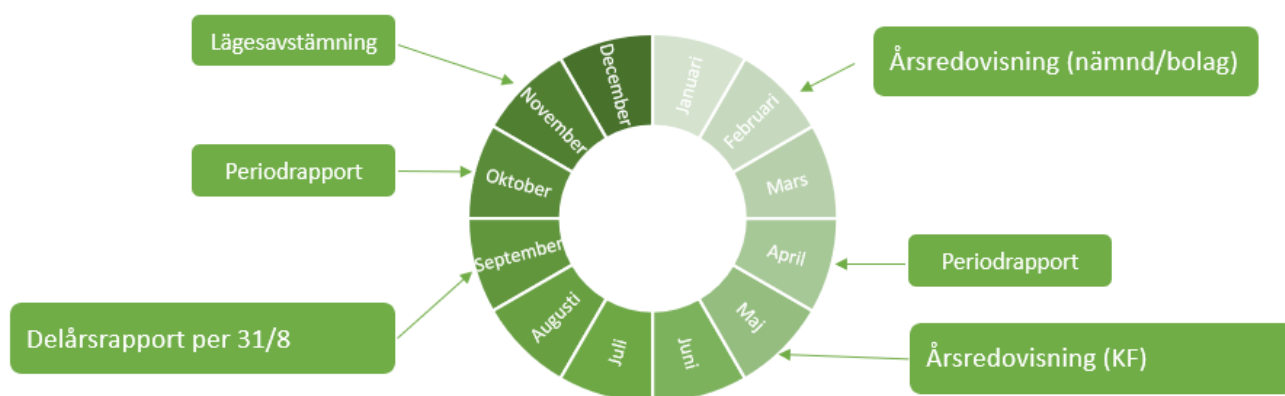 Lägesavstämning
Periodrapport
Delårsrapport per 31/8
Januari
Februari
Mars
April
Maj
Juni
Juli
Augusti
September
Oktober
November
December
Årsredovisning (nämnd/bolag)
Periodrapport
Årsredovisning (KF)